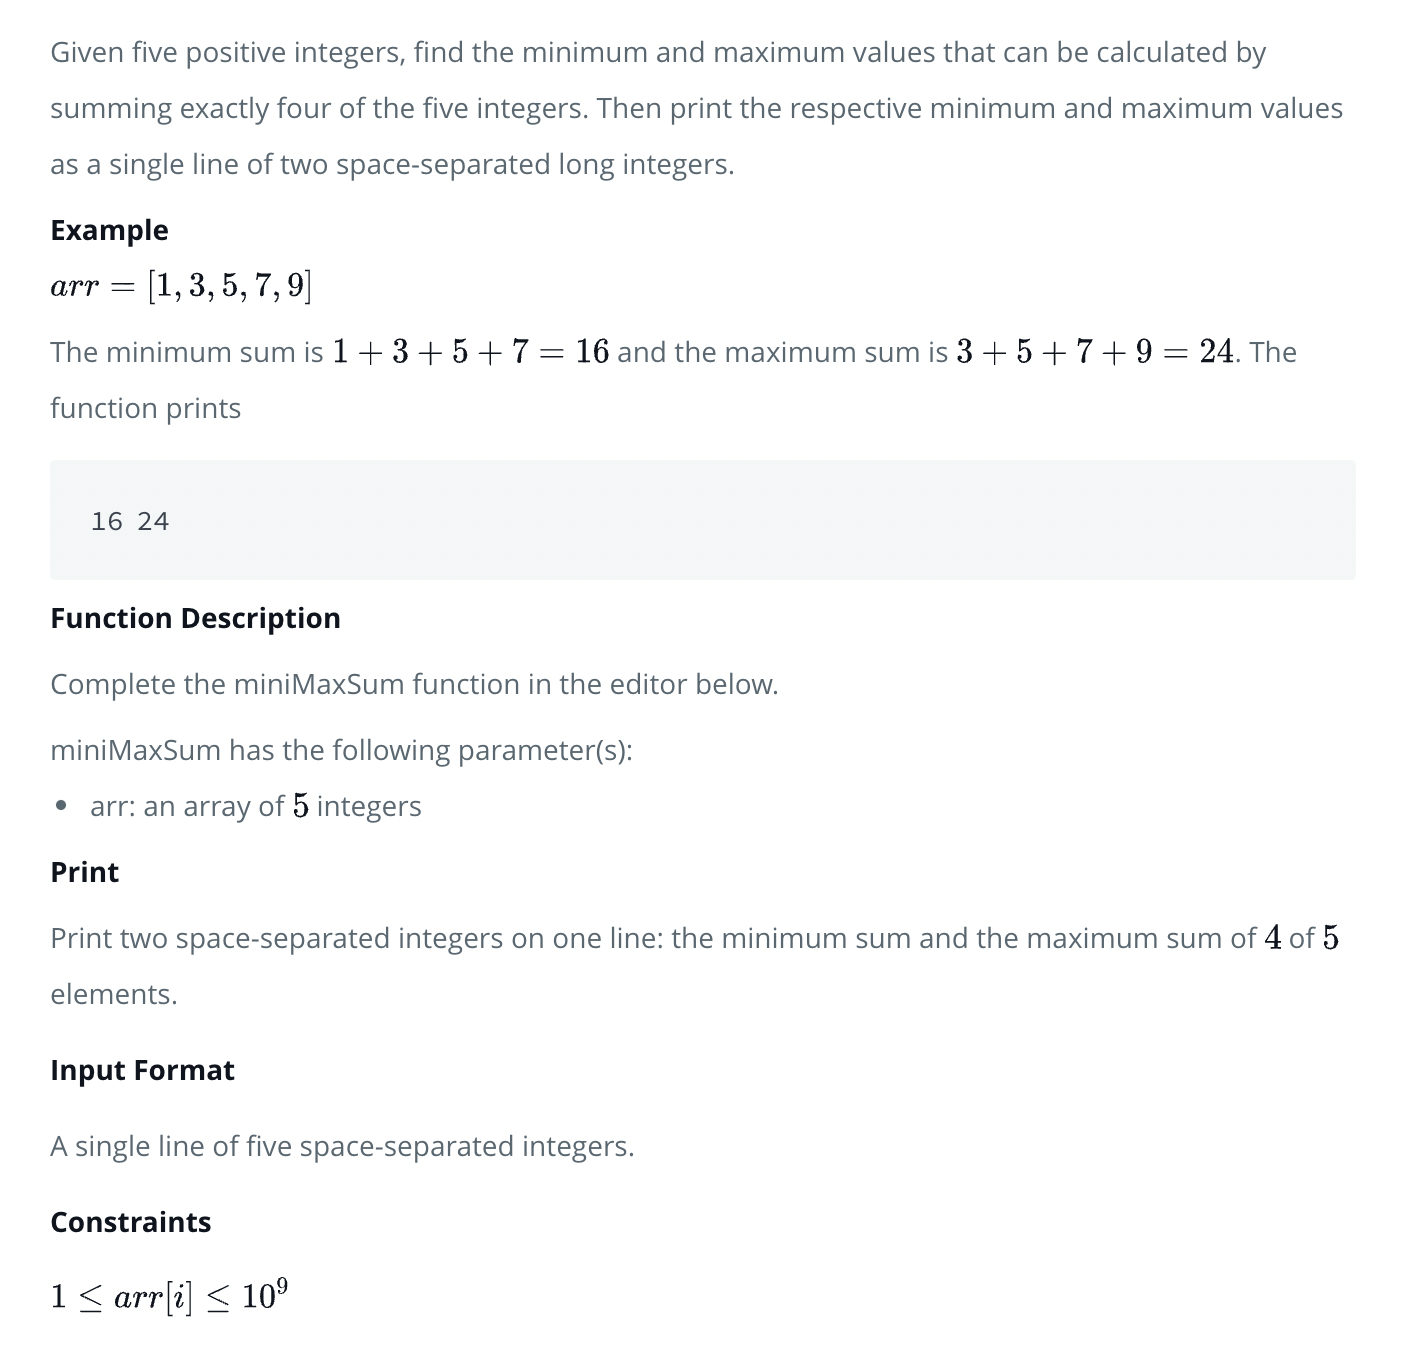 Given five positive integers, find the minimum and maximum values that can be calculated by
summing exactly four of the five integers. Then print the respective minimum and maximum values
as a single line of two space-separated long integers.
Example
arr = [1, 3, 5, 7, 9]
The minimum sum is 1 + 3 + 5 + 7 = 16 and the maximum sum is 3 + 5 + 7 + 9 = 24. The
function prints
16 24
Function Description
Complete the miniMaxSum function in the editor below.
miniMaxSum has the following parameter(s):
• arr: an array of 5 integers
Print
Print two space-separated integers on one line: the minimum sum and the maximum sum of 4 of 5
elements.
Input Format
A single line of five space-separated integers.
Constraints
1 ≤ arr[i] ≤ 10⁹